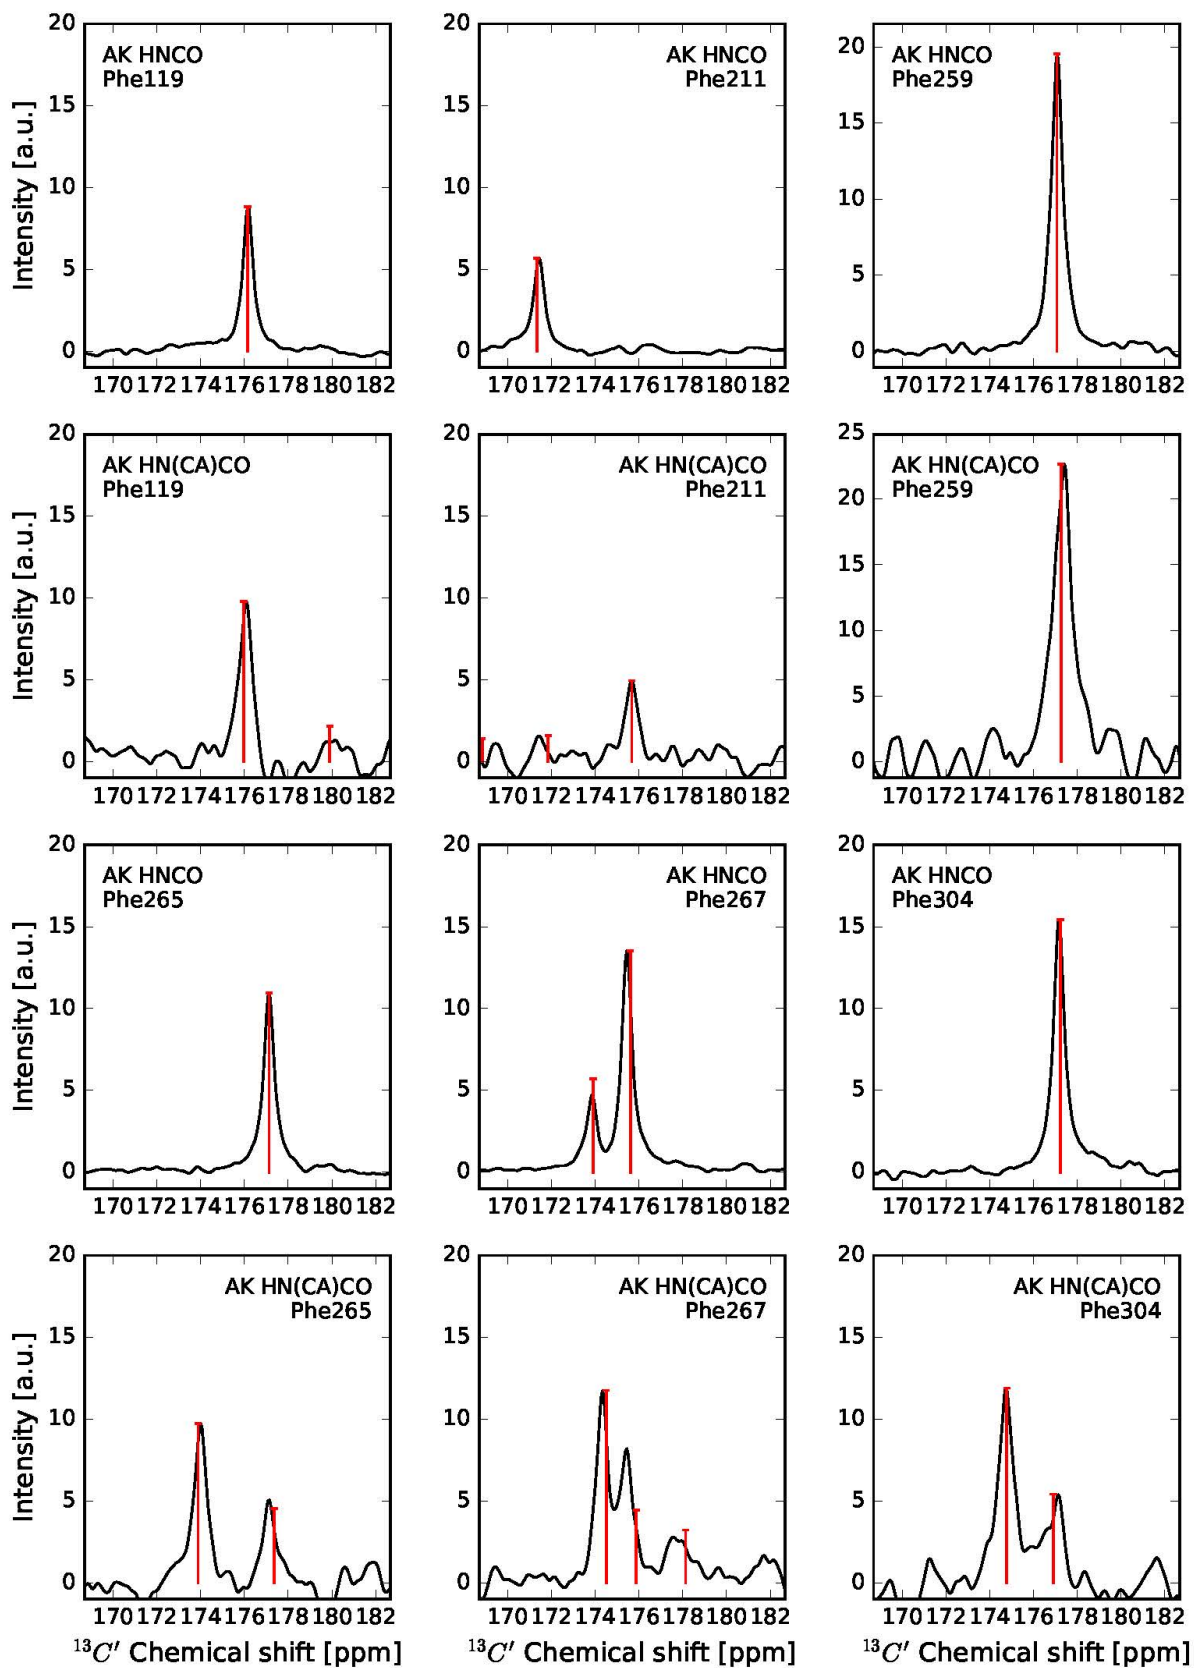 20
15
10
5
0
Intensity [a.u.]
AK HNCO
Phe119
170 172 174 176 178 180 182
20
15
10
5
0
AK HNCO
Phe211
170 172 174 176 178 180 182
20
15
10
5
0
AK HNCO
Phe259
170 172 174 176 178 180 182
20
15
10
5
0
Intensity [a.u.]
AK HN(CA)CO
Phe119
170 172 174 176 178 180 182
20
15
10
5
0
AK HN(CA)CO
Phe211
170 172 174 176 178 180 182
25
20
15
10
5
0
AK HN(CA)CO
Phe259
170 172 174 176 178 180 182
20
15
10
5
0
Intensity [a.u.]
AK HNCO
Phe265
170 172 174 176 178 180 182
20
15
10
5
0
AK HNCO
Phe267
170 172 174 176 178 180 182
20
15
10
5
0
AK HNCO
Phe304
170 172 174 176 178 180 182
20
15
10
5
0
Intensity [a.u.]
AK HN(CA)CO
Phe265
170 172 174 176 178 180 182
¹³C′ Chemical shift [ppm]
20
15
10
5
0
AK HN(CA)CO
Phe267
170 172 174 176 178 180 182
¹³C′ Chemical shift [ppm]
20
15
10
5
0
AK HN(CA)CO
Phe304
170 172 174 176 178 180 182
¹³C′ Chemical shift [ppm]